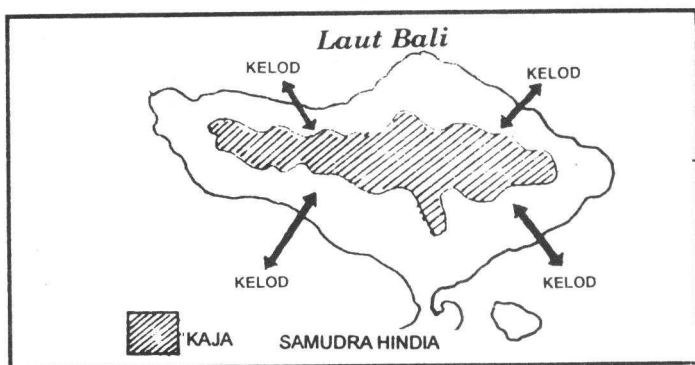 Laut Bali
KELOD
KELOD
KELOD
KELOD
KAJA
SAMUDRA HINDIA